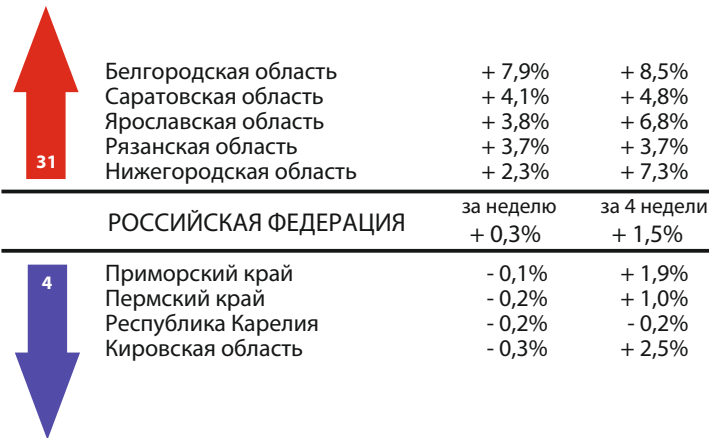 Белгородская область + 7,9% + 8,5%
Саратовская область + 4,1% + 4,8%
Ярославская область + 3,8% + 6,8%
Рязанская область + 3,7% + 3,7%
31
Нижегородская область + 2,3% + 7,3%
за неделю за 4 недели
РОССИЙСКАЯ ФЕДЕРАЦИЯ
+ 0,3% + 1,5%
Приморский край - 0,1% + 1,9%
4
Пермский край - 0,2% + 1,0%
Республика Карелия - 0,2% - 0,2%
Кировская область - 0,3% + 2,5%